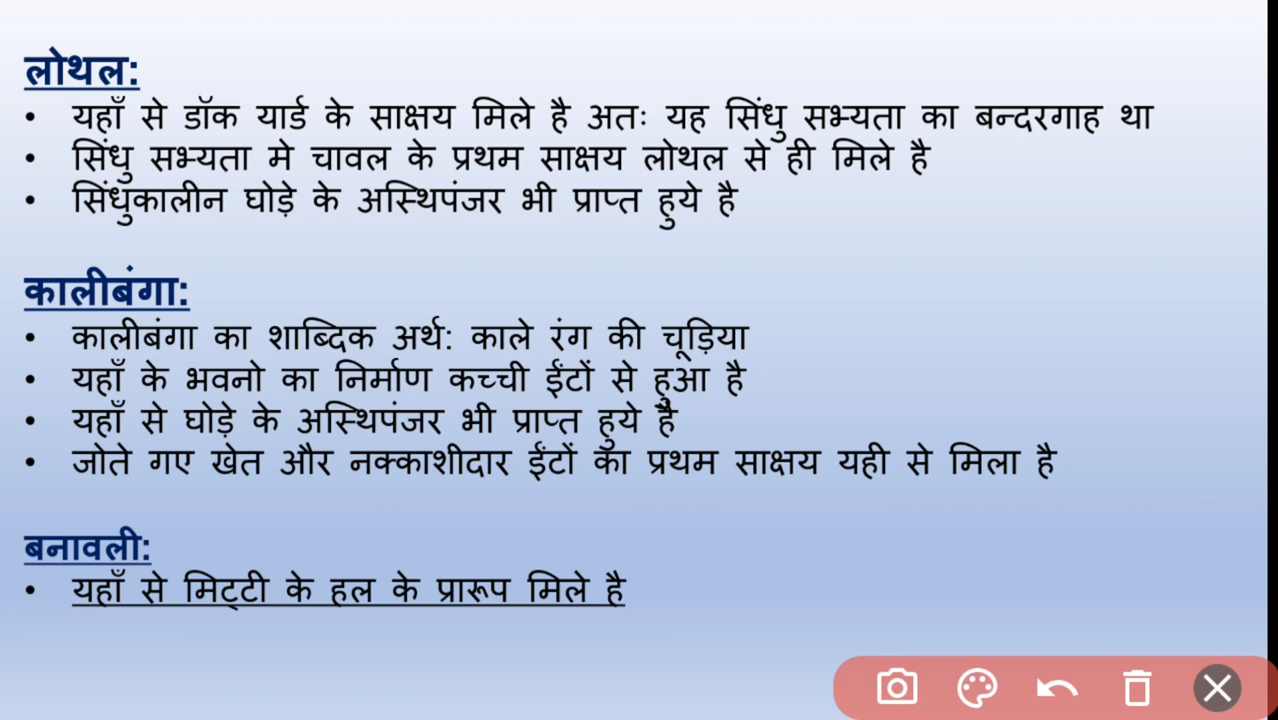 लोथल:
• यहाँ से डॉक यार्ड के साक्षय मिले है अतः यह सिंधु सभ्यता का बन्दरगाह था
• सिंधु सभ्यता मे चावल के प्रथम साक्षय लोथल से ही मिले है
• सिंधुकालीन घोड़े के अस्थिपंजर भी प्राप्त हुये है
कालीबंगा:
• कालीबंगा का शाब्दिक अर्थ: काले रंग की चूड़िया
• यहाँ के भवनो का निर्माण कच्ची ईंटों से हुआ है
• यहाँ से घोड़े के अस्थिपंजर भी प्राप्त हुये है
• जोते गए खेत और नक्काशीदार ईंटों का प्रथम साक्षय यही से मिला है
बनावली:
• यहाँ से मिट्टी के हल के प्रारूप मिले है